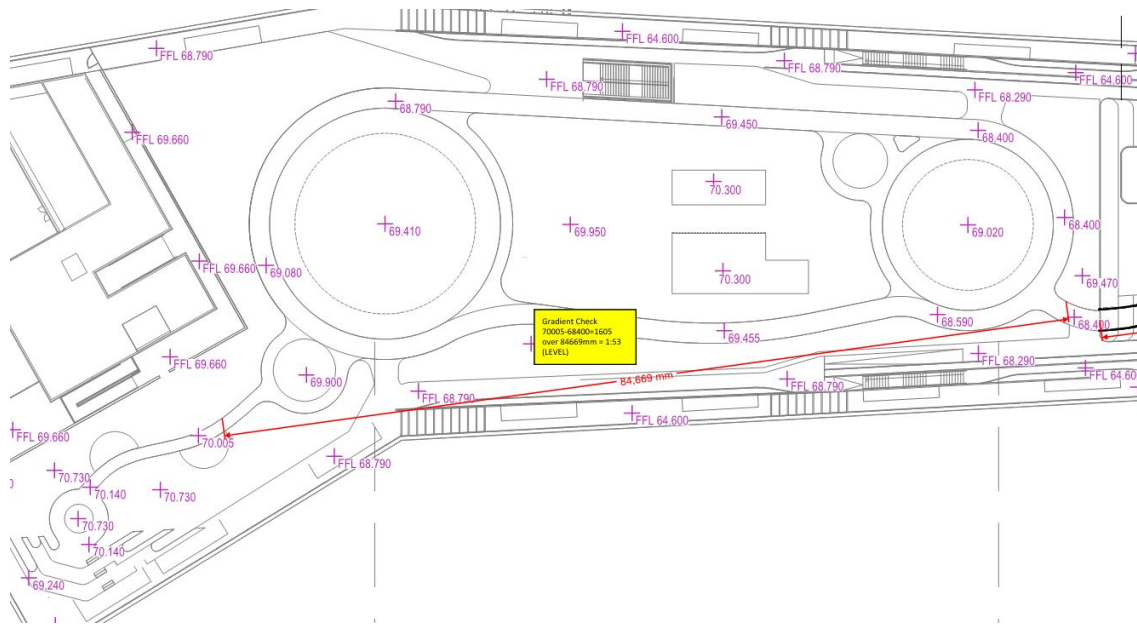 FFL 64.600
FFL 68.790
FFL 68.790
FFL 64.600
FFL 68.790
FFL 68.290
68.790
69.450
68.400
FFL 69.660
70.300
69.410
69.950
69.020
68.400
FFL 69.660
69.080
70.300
69.470
Gradient Check
70005-68400=1605
over 84669mm = 1:53
(LEVEL)
68.590
68.400
69.455
FFL 69.660
69.900
84,669 mm
FFL 68.290
FFL 64.600
FFL 68.790
FFL 68.790
FFL 64.600
FFL 69.660
70.005
FFL 68.790
70.730
70.140
70.730
70.730
70.140
69.240